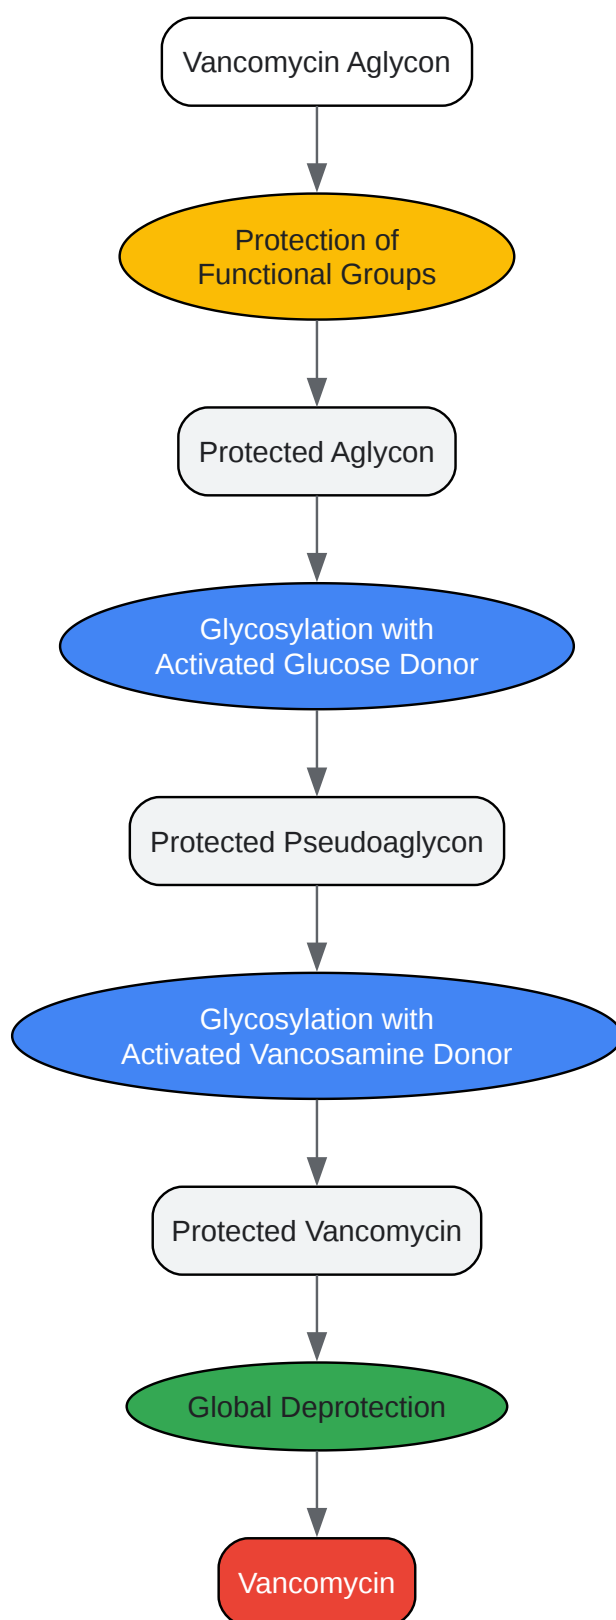 Vancomycin Aglycon
Protection of
Functional Groups
Protected Aglycon
Glycosylation with
Activated Glucose Donor
Protected Pseudoaglycon
Glycosylation with
Activated Vancosamine Donor
Protected Vancomycin
Global Deprotection
Vancomycin